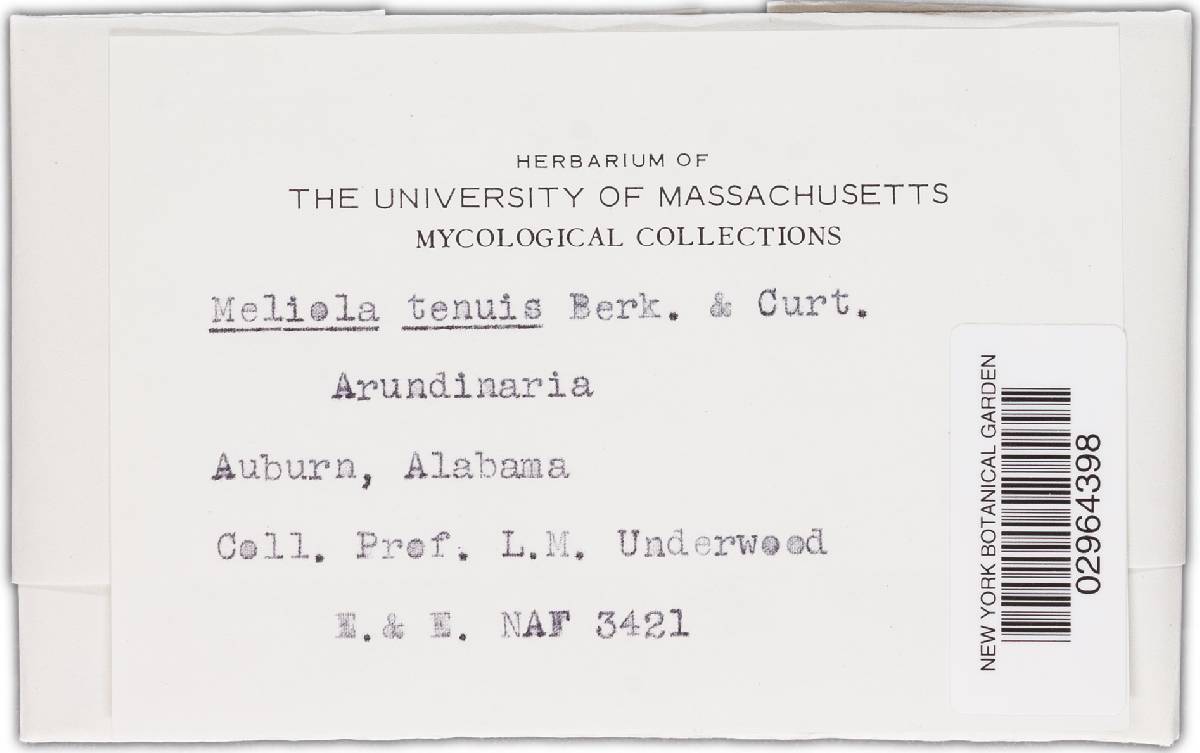 HERBARIUM OF
THE UNIVERSITY OF MASSACHUSETTS
MYCOLOGICAL COLLECTIONS
Meliola tenuis Berk. & Curt.
Arundinaria
Auburn, Alabama
Coll. Prof. L.M. Underwood
E. & E. NAF 3421
NEW YORK BOTANICAL GARDEN
02964398